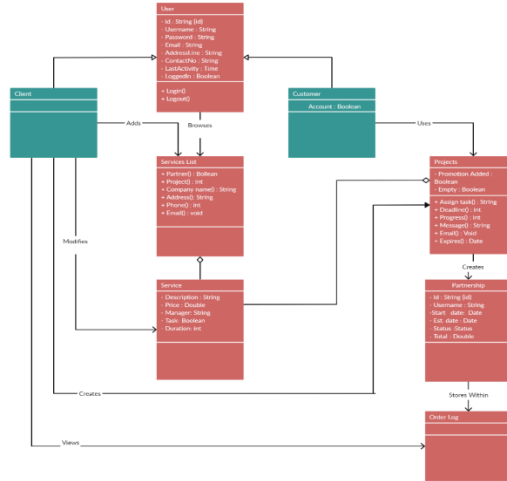 User
- id : String {id}
- Username : String
- Password : String
- Email : String
- AddressLine : String
- ContactNo : String
- LastActivity : Time
- LoggedIn : Boolean
+ Login()
+ Logout()
Client
Customer
Account : Boolean
Adds
Browses
Uses
Services List
+ Partner() : Bollean
+ Project() : int
+ Company name() : String
+ Address() : String
+ Phone() : int
+ Email() : void
Projects
- Promotion Added :
Boolean
- Empty : Boolean
+ Assign task() : String
+ Deadline() : int
+ Progress() : int
+ Message() : String
+ Email() : Void
+ Expires() : Date
Modifies
Creates
Service
- Description : String
- Price : Double
- Manager: String
- Task: Boolean
- Duration: int
Partnership
- Id : String {id}
- Username : String
-Start date: Date
- Est. date : Date
- Status :Status
- Total : Double
Creates
Stores Within
Order Log
Views